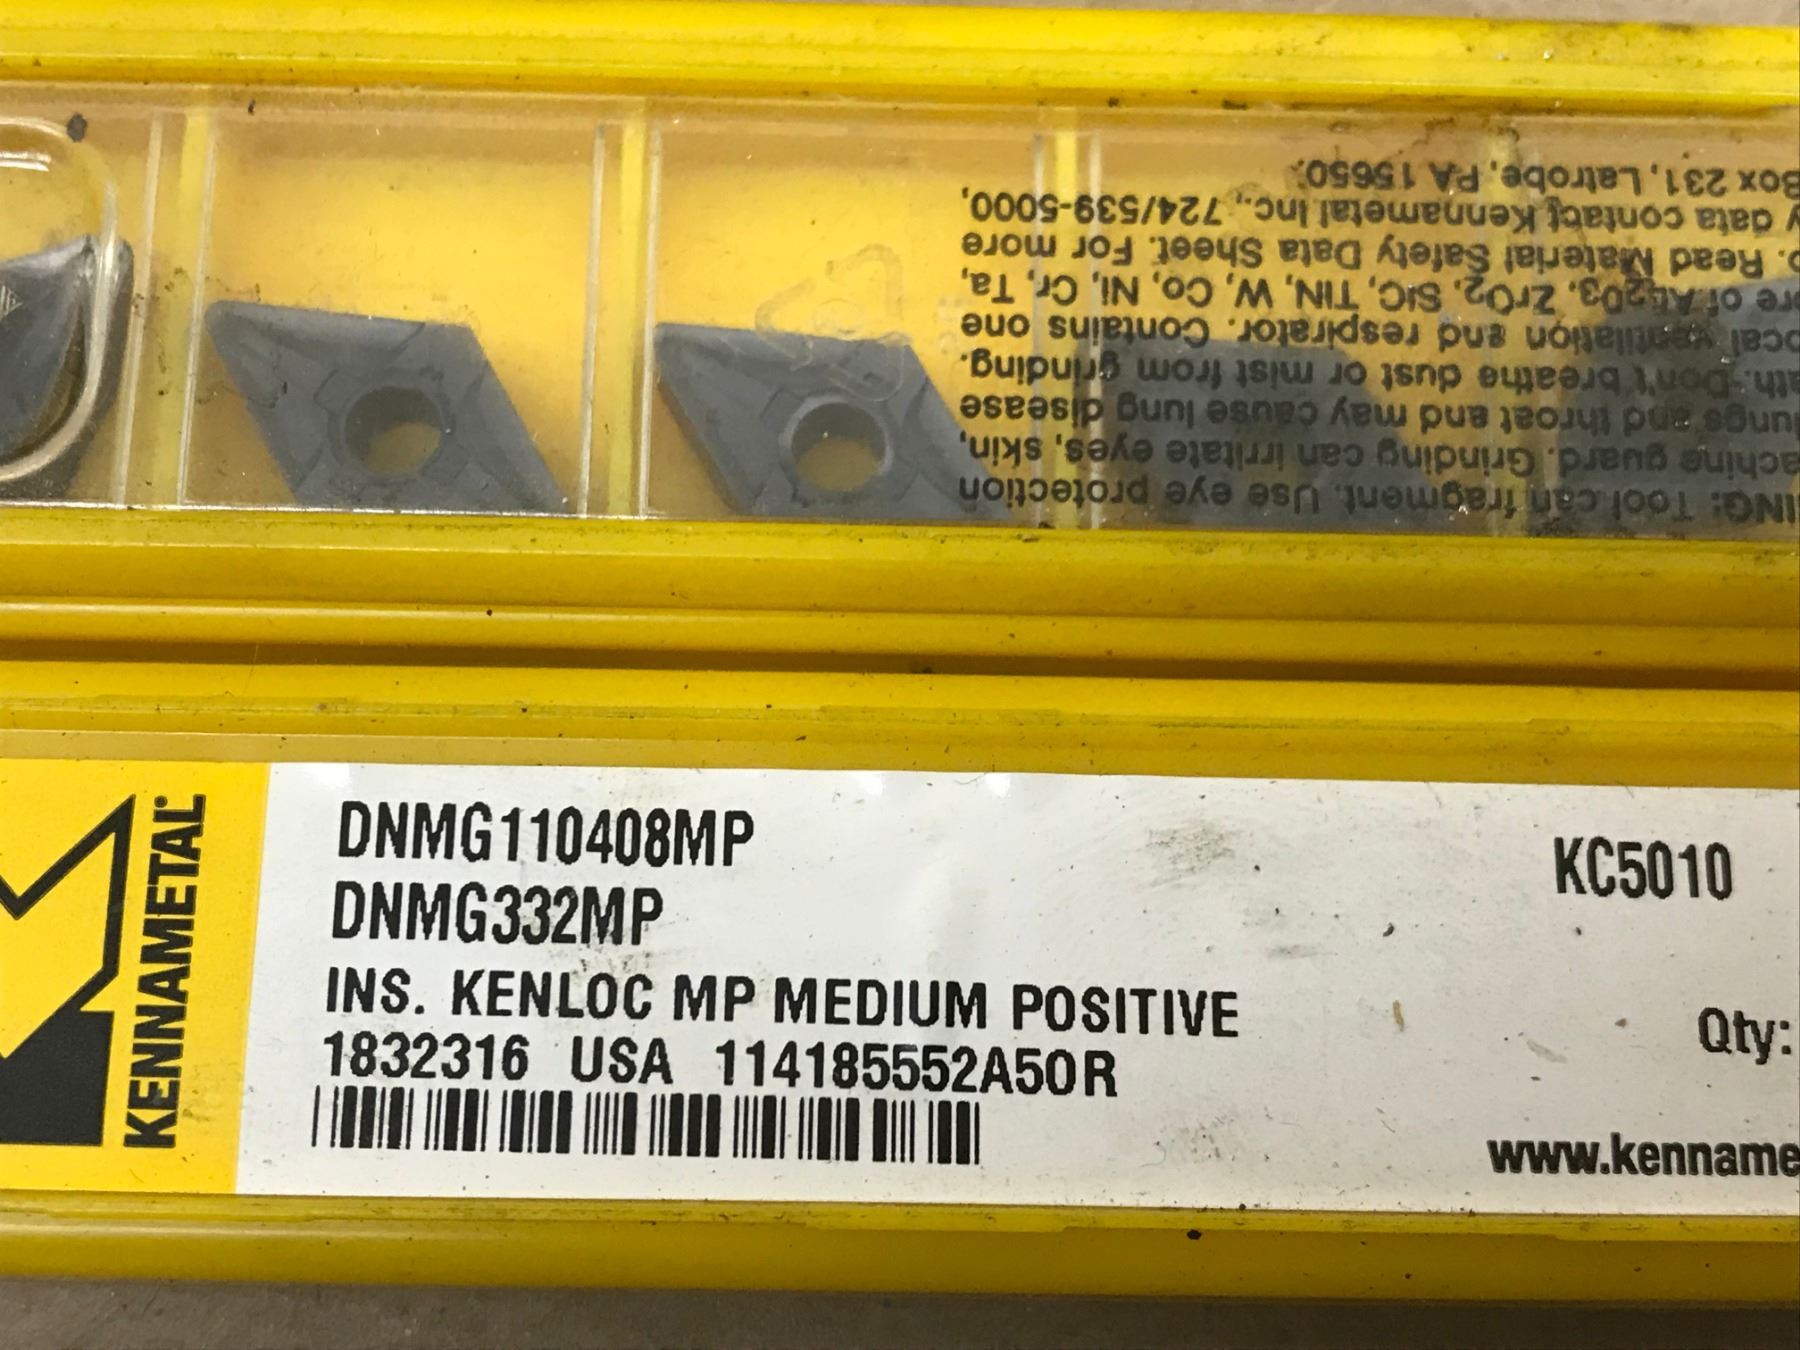 ING: Tool can fragment. Use eye protection
achine guard. Grinding can irritate eyes, skin,
lungs and throat and may cause lung disease
ath. Don't breathe dust or mist from grinding.
ocal ventilation and respirator. Contains one
ore of AL2O3, ZrO2, SiC, TiN, W, Co, Ni, Cr, Ta,
o. Read Material Safety Data Sheet. For more
y data contact Kennametal Inc., 724/539-5000,
Box 231, Latrobe, PA 15650.
KENNAMETAL
DNMG110408MP
KC5010
DNMG332MP
INS. KENLOC MP MEDIUM POSITIVE
Qty:
1832316 USA 114185552A50R
www.kenname